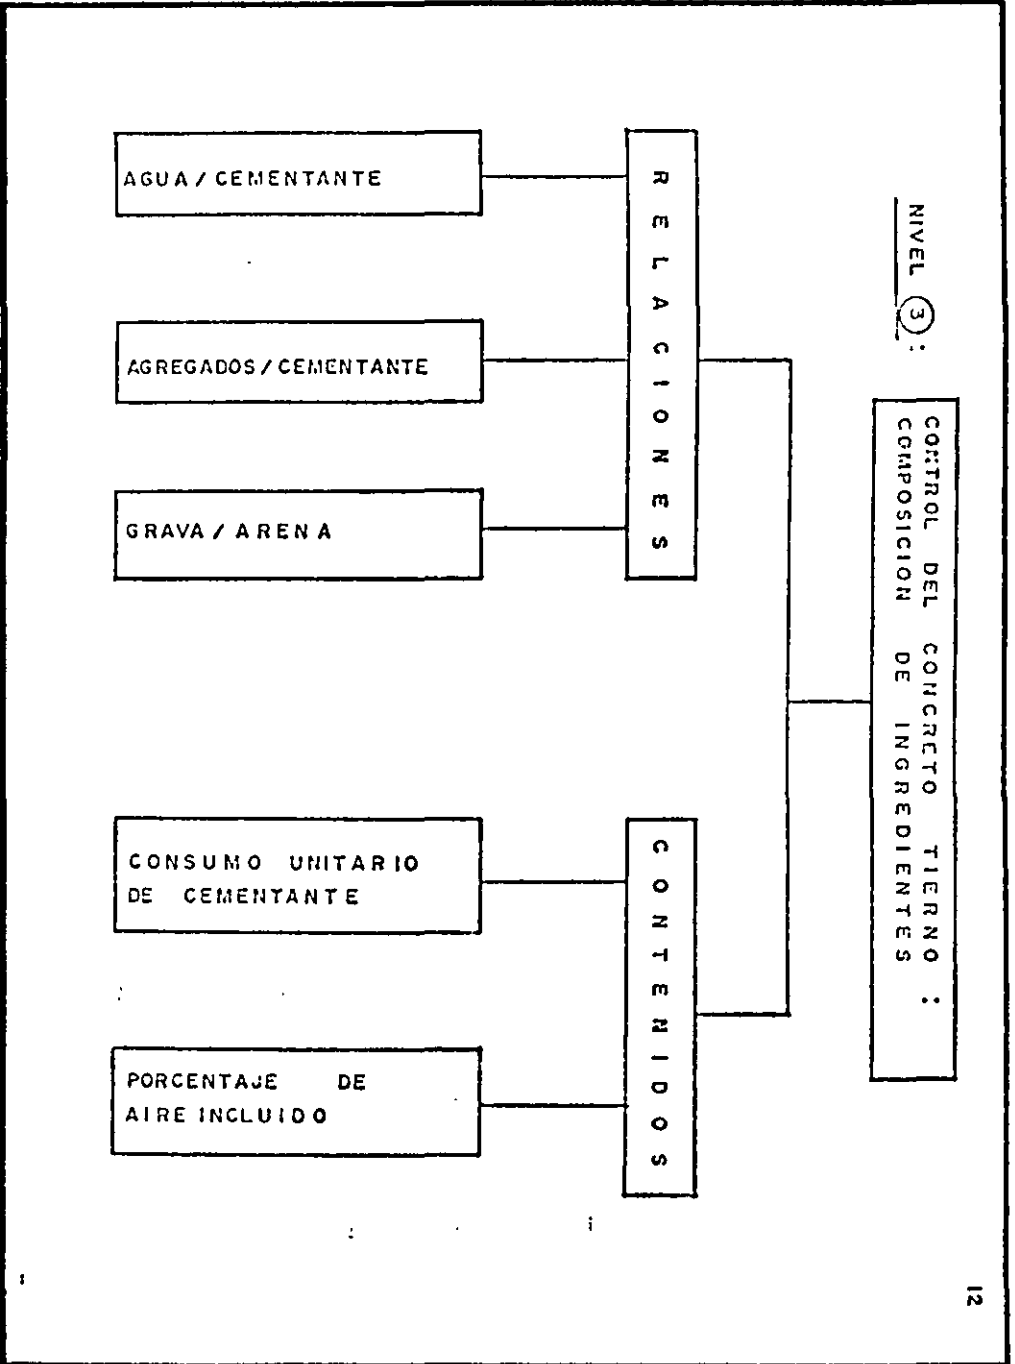 NIVEL 3:
CONTROL DEL CONCRETO TIERNO :
COMPOSICION DE INGREDIENTES
RELACIONES
AGUA / CEMENTANTE
AGREGADOS / CEMENTANTE
GRAVA / ARENA
CONTENIDOS
CONSUMO UNITARIO
DE CEMENTANTE
PORCENTAJE DE
AIRE INCLUIDO
12